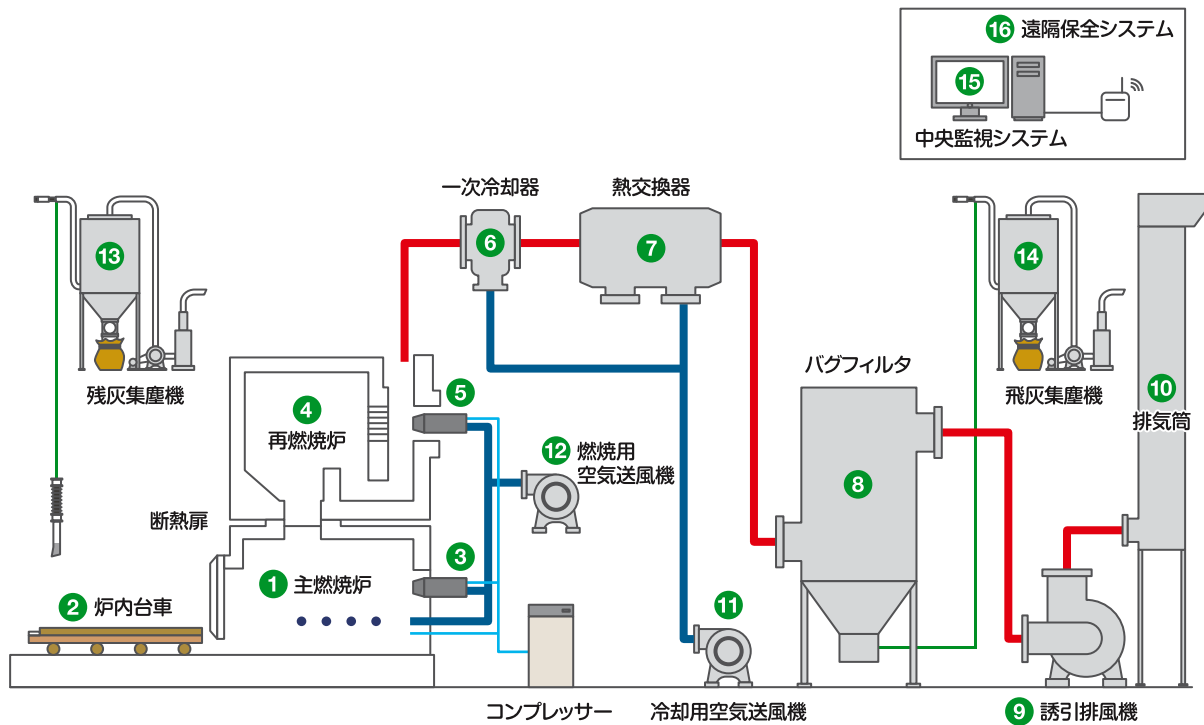 16 遠隔保全システム
15
中央監視システム
一次冷却器
熱交換器
6
7
13
14
残灰集塵機
飛灰集塵機
バグフィルタ
10
排気筒
4
再燃焼炉
5
12 燃焼用
空気送風機
8
断熱扉
3
1 主燃焼炉
2 炉内台車
11
コンプレッサー
冷却用空気送風機
9 誘引排風機